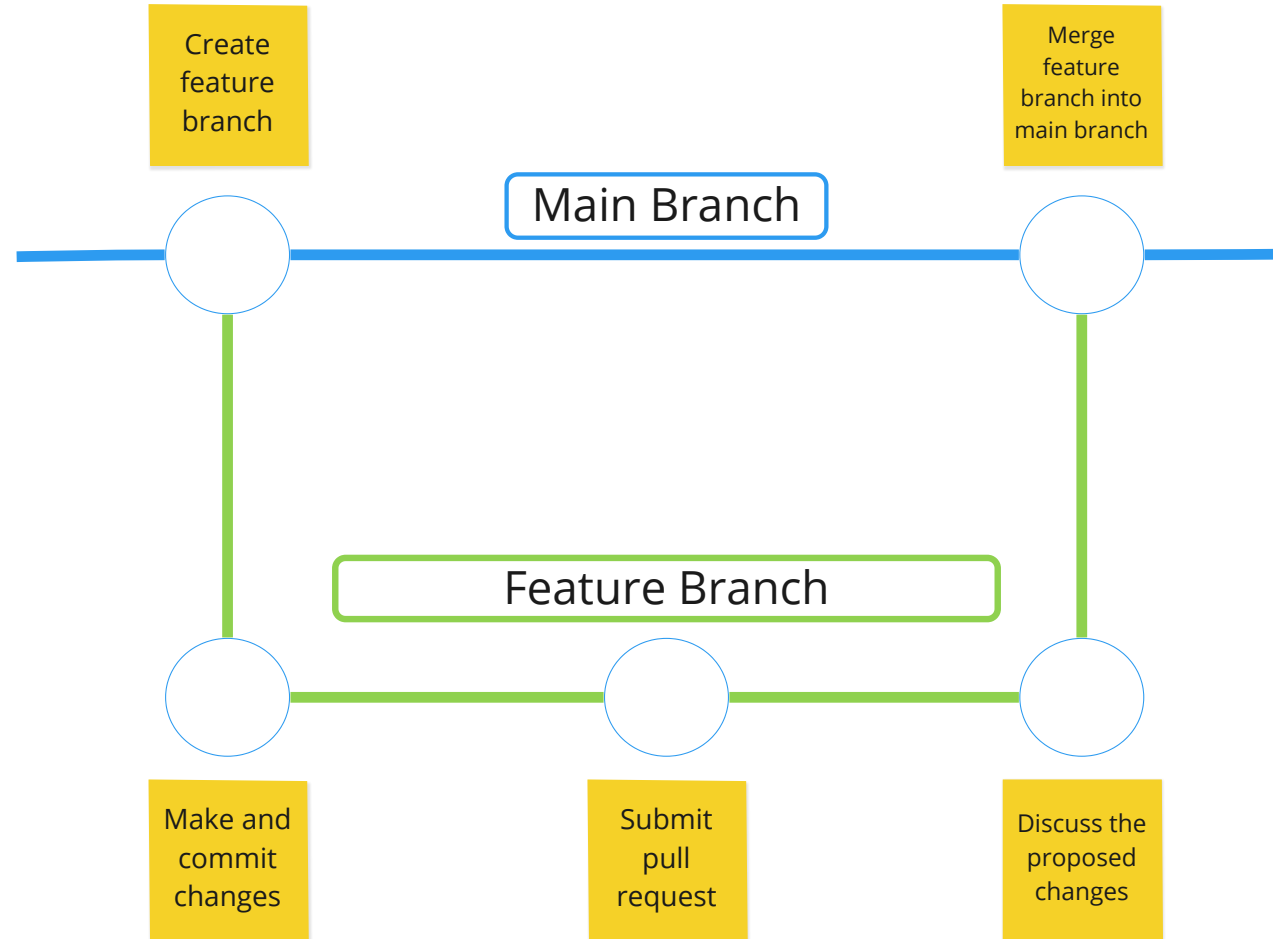 Create
feature
branch
Merge
feature
branch into
main branch
Main Branch
Feature Branch
Make and
commit
changes
Submit
pull
request
Discuss the
proposed
changes